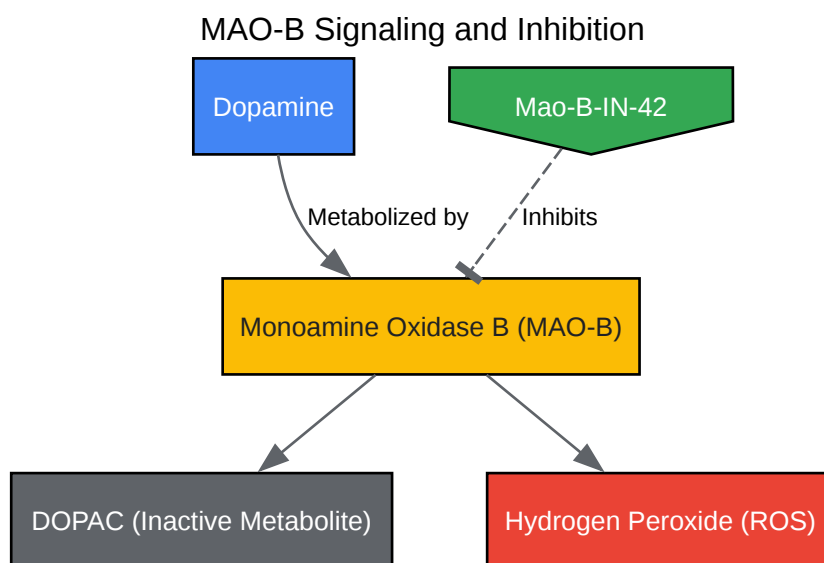 MAO-B Signaling and Inhibition
Dopamine
Mao-B-IN-42
Metabolized by
Inhibits
Monoamine Oxidase B (MAO-B)
DOPAC (Inactive Metabolite)
Hydrogen Peroxide (ROS)